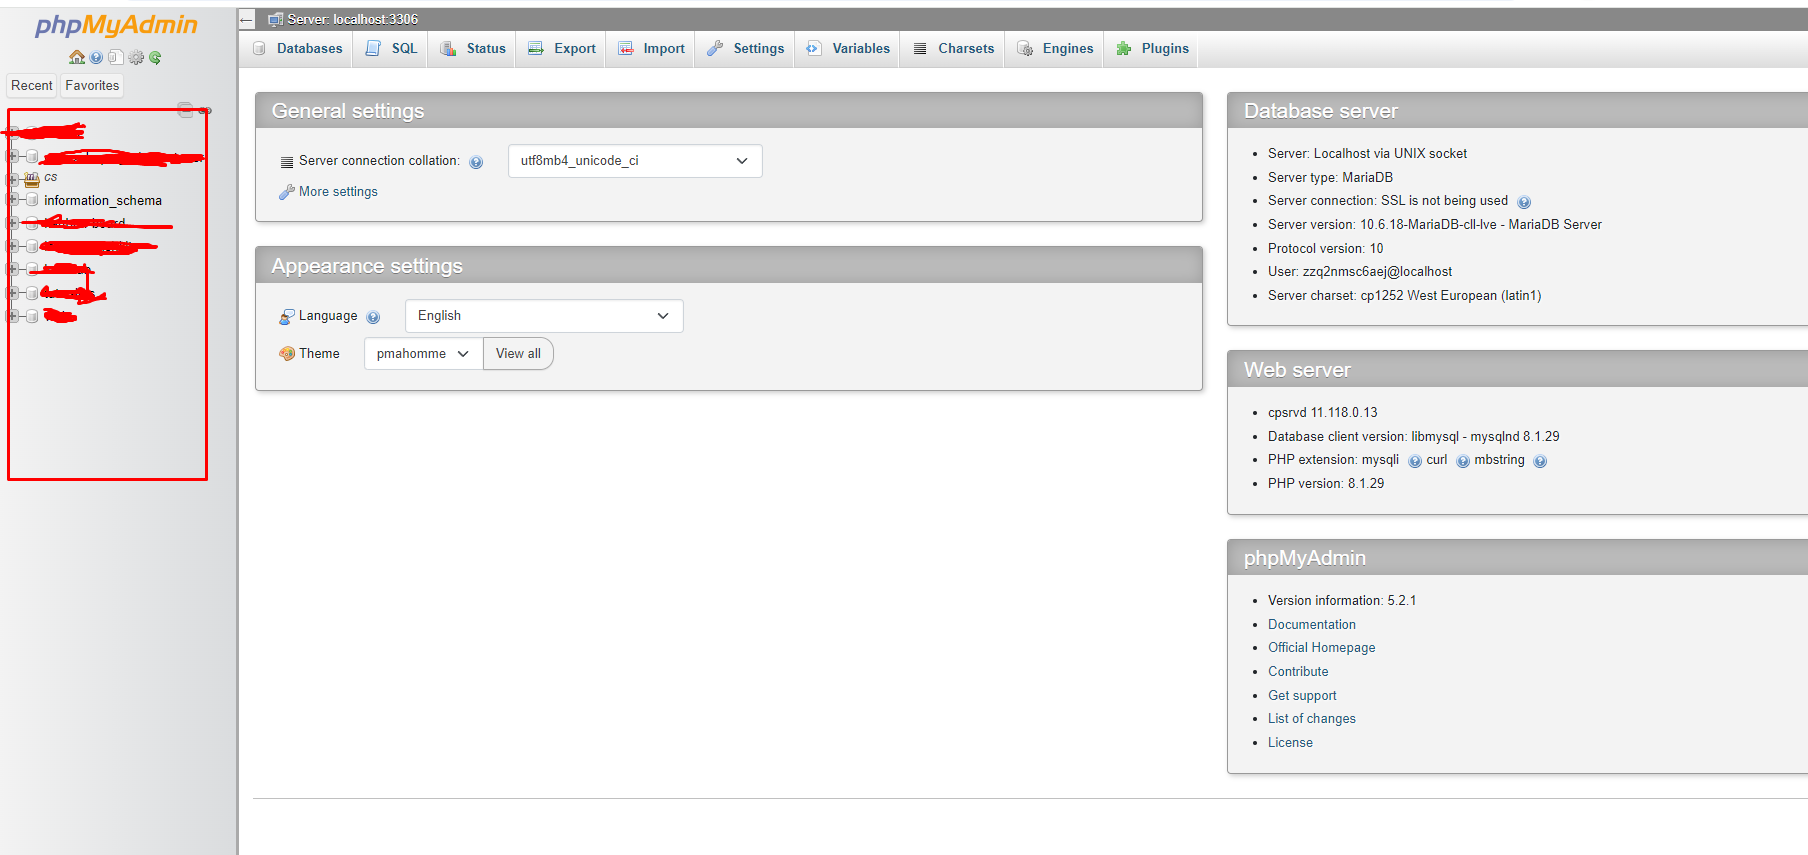 phpMyAdmin
Recent
Favorites
cs
information_schema
Server: localhost:3306
Databases
SQL
Status
Export
Import
Settings
Variables
Charsets
Engines
Plugins
General settings
Server connection collation:
utf8mb4_unicode_ci
More settings
Appearance settings
Language
English
Theme
pmahomme
View all
Database server
Server: Localhost via UNIX socket
Server type: MariaDB
Server connection: SSL is not being used
Server version: 10.6.18-MariaDB-cll-lve - MariaDB Server
Protocol version: 10
User: zzq2nmsc6aej@localhost
Server charset: cp1252 West European (latin1)
Web server
cpsrvd 11.118.0.13
Database client version: libmysql - mysqlnd 8.1.29
PHP extension: mysqli curl mbstring
PHP version: 8.1.29
phpMyAdmin
Version information: 5.2.1
Documentation
Official Homepage
Contribute
Get support
List of changes
License